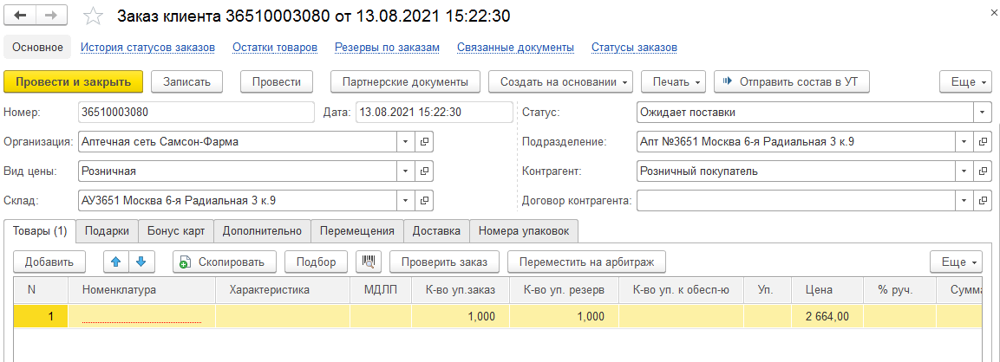 Заказ клиента 36510003080 от 13.08.2021 15:22:30
Основное История статусов заказов Остатки товаров Резервы по заказам Связанные документы Статусы заказов
Провести и закрыть Записать Провести Партнерские документы Создать на основании Печать Отправить состав в УТ Еще
Номер: 36510003080 Дата: 13.08.2021 15:22:30 Статус: Ожидает поставки
Организация: Аптечная сеть Самсон-Фарма Подразделение: Апт №3651 Москва 6-я Радиальная 3 к.9
Вид цены: Розничная Контрагент: Розничный покупатель
Склад: АУ3651 Москва 6-я Радиальная 3 к.9 Договор контрагента:
Товары (1) Подарки Бонус карт Дополнительно Перемещения Доставка Номера упаковок
Добавить Скопировать Подбор Проверить заказ Переместить на арбитраж Еще
N Номенклатура Характеристика МДЛП К-во уп.заказ К-во уп. резерв К-во уп. к обесп-ю Уп. Цена % руч. Сумма
1 1,000 1,000 2 664,00